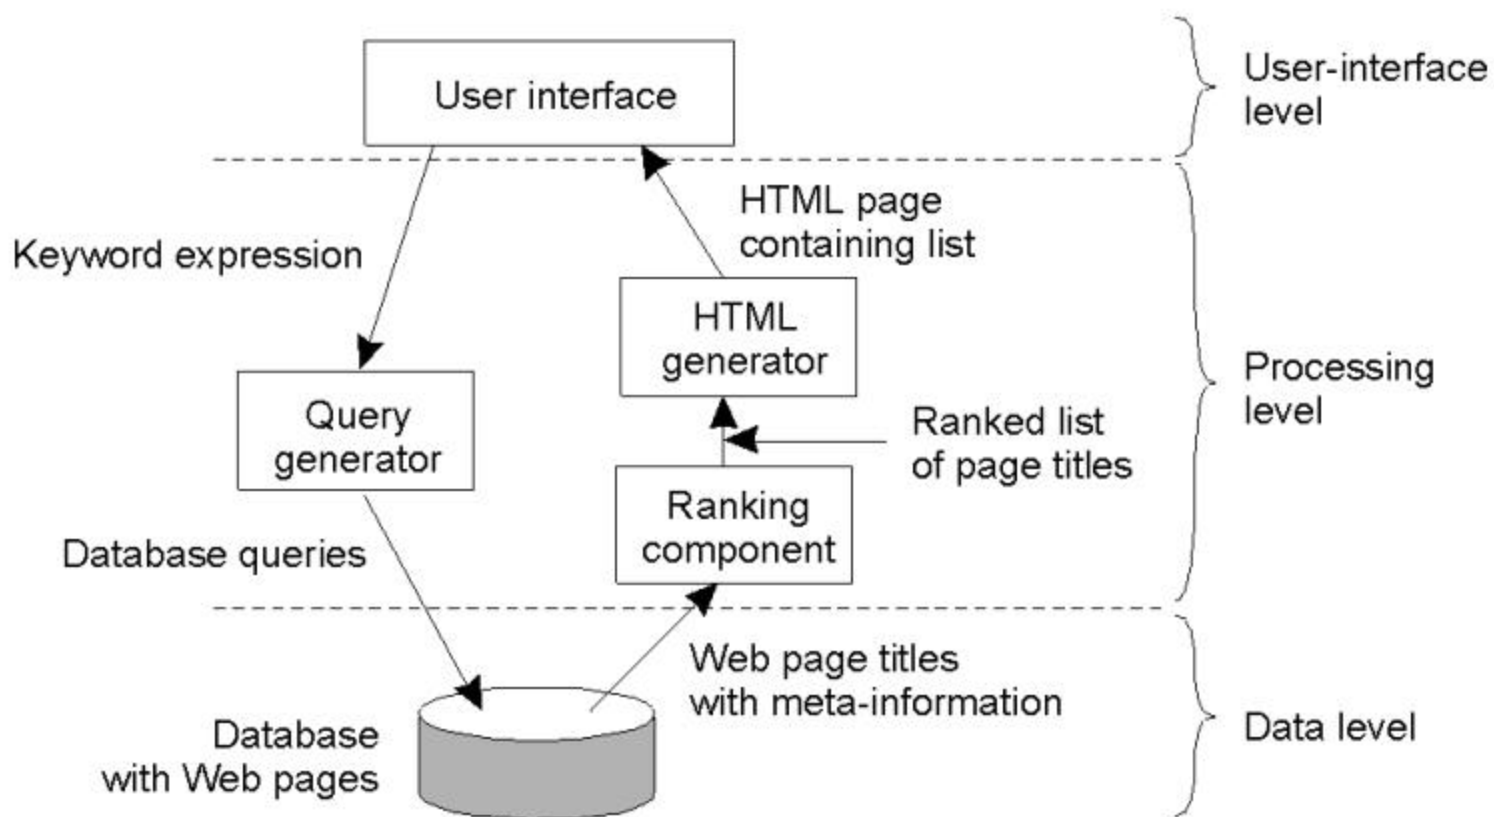 User interface
User-interface
level
HTML page
containing list
Keyword expression
HTML
generator
Processing
level
Query
generator
Ranked list
of page titles
Ranking
component
Database queries
Web page titles
with meta-information
Database
with Web pages
Data level